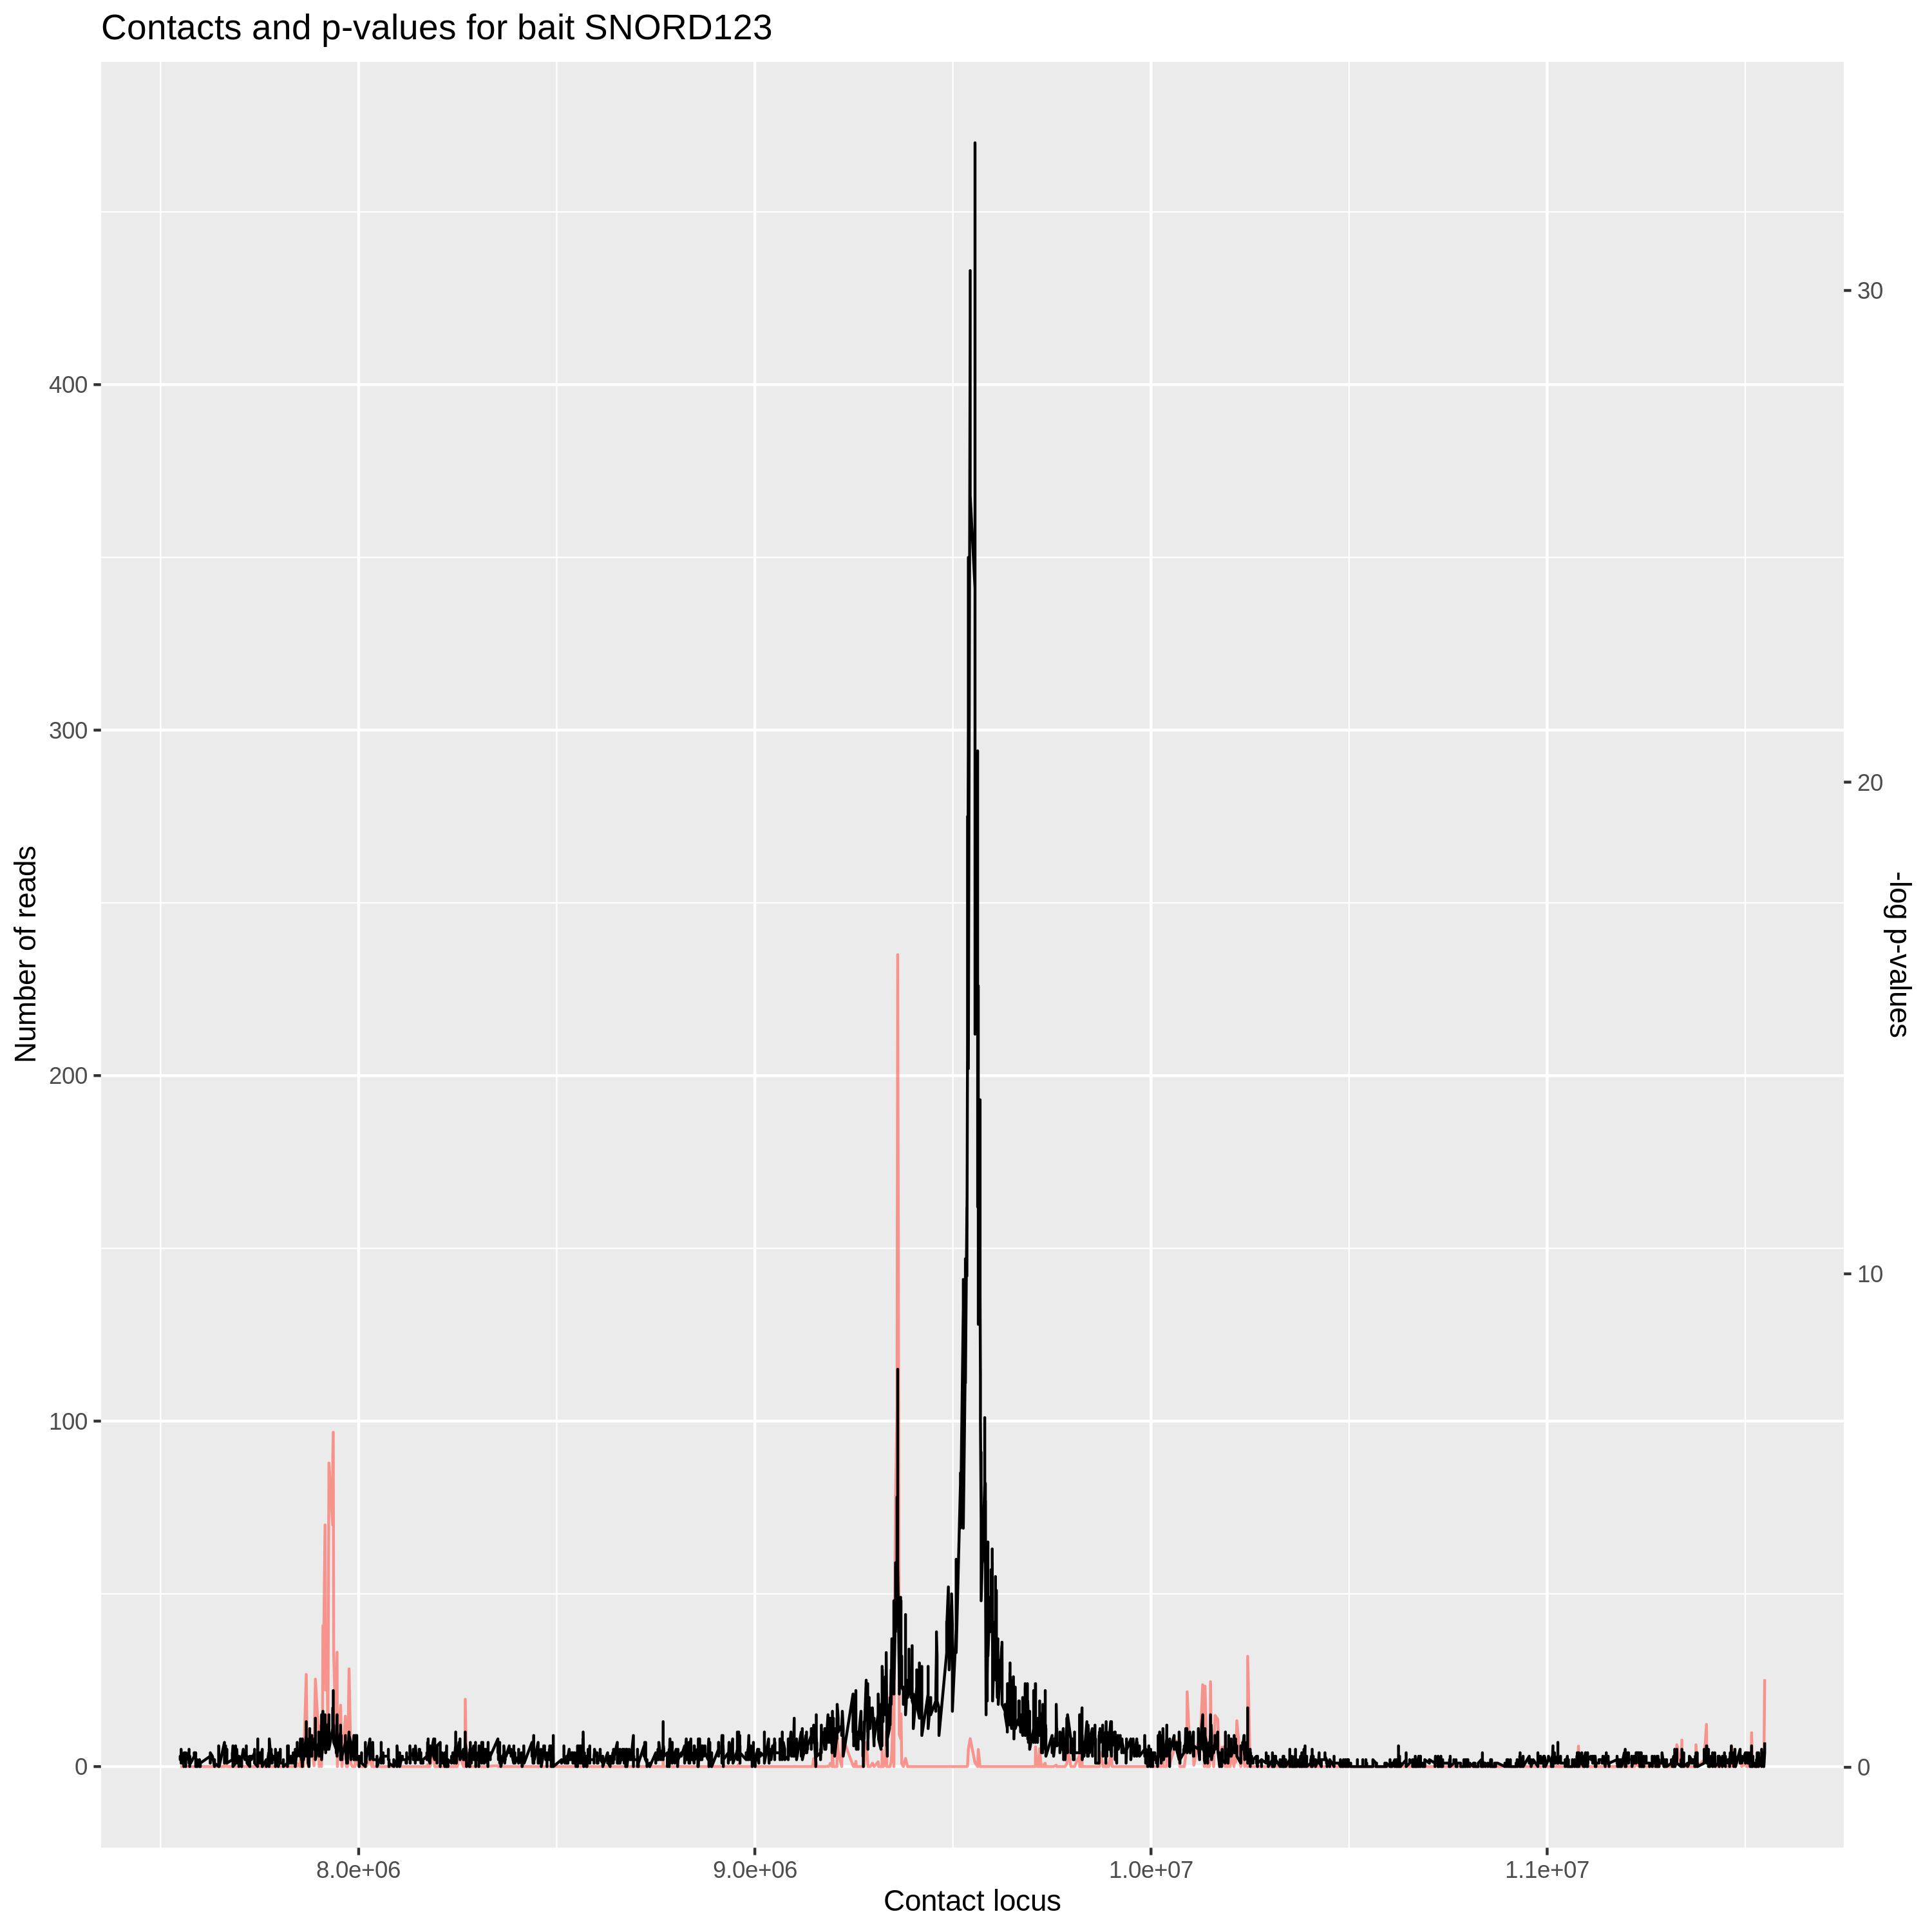 Contacts and p-values for bait SNORD123
Number of reads
400
300
200
100
0
30
20
10
0
-log p-values
8.0e+06 9.0e+06 1.0e+07 1.1e+07
Contact locus